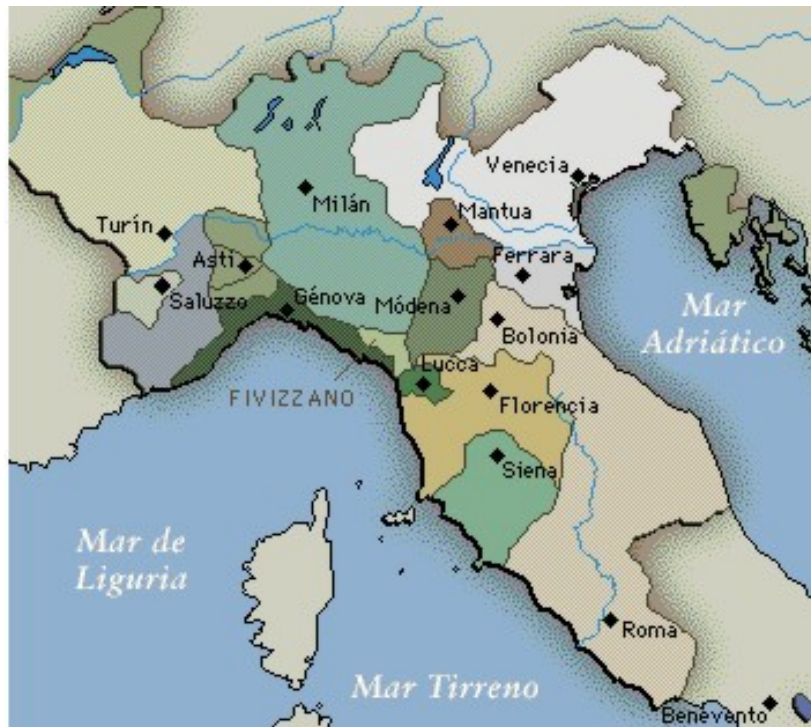 Venecia
Milán
Mantua
Turín
Asti
Ferrara
Saluzzo
Génova
Módena
Mar
Adriático
Bolonia
Lucca
FIVIZZANO
Florencia
Siena
Mar de
Liguria
Roma
Mar Tirreno
Benevento